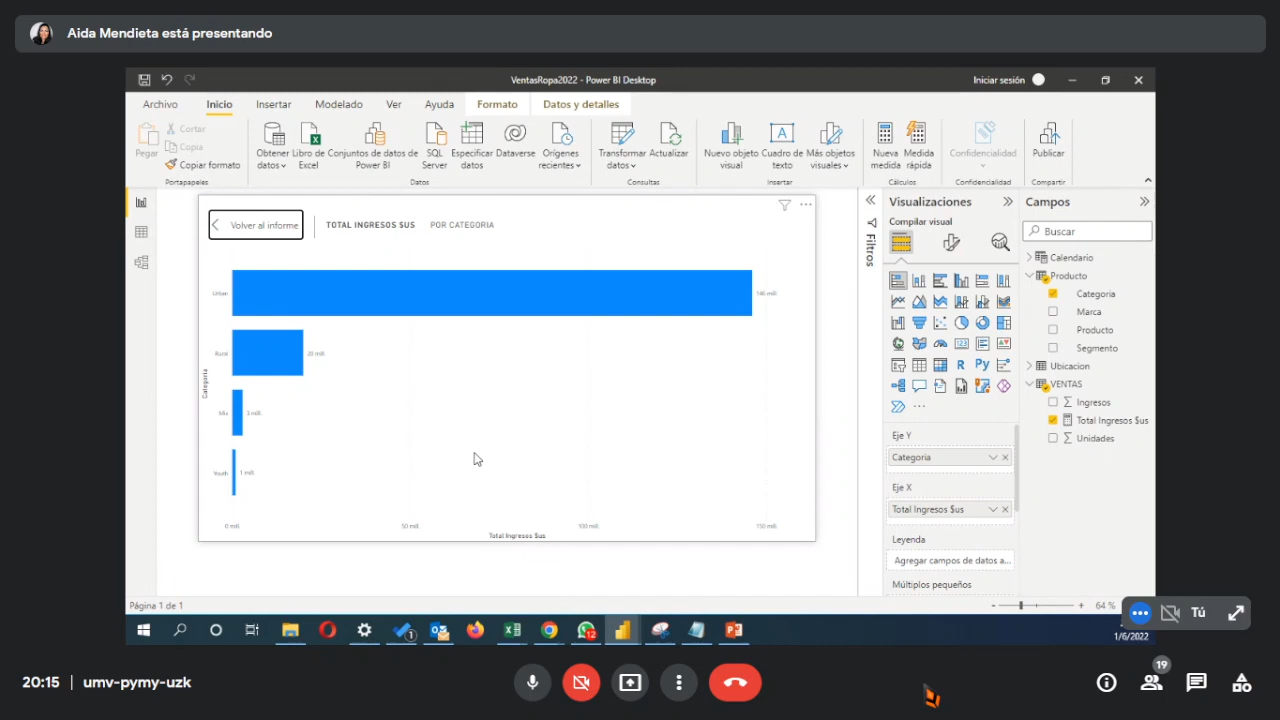 Aida Mendieta está presentando
VentasRopa2022 - Power BI Desktop
Iniciar sesión
Archivo Inicio Insertar Modelado Ver Ayuda Formato Datos y detalles
Pegar
Cortar
Copia
Copiar formato
Portapapeles
Obtener datos
Libro de Excel
Conjuntos de datos de Power BI
SQL Server
Especificar datos
Dataverse
Orígenes recientes
Datos
Transformar datos
Actualizar
Consultas
Nuevo objeto visual
Cuadro de texto
Más objetos visuales
Insertar
Nueva medida
Medida rápida
Cálculos
Confidencialidad
Confidencialidad
Publicar
Compartir
Volver al informe
TOTAL INGRESOS $US POR CATEGORIA
Categoria
Urban 146 mill.
Rural 20 mill.
Mix 3 mill.
Youth 1 mill.
0 mill. 50 mill. 100 mill. 150 mill.
Total Ingresos $us
Filtros
Visualizaciones
Compilar visual
R Py
123
Eje Y
Categoria
Eje X
Total Ingresos $us
Leyenda
Agregar campos de datos a...
Múltiplos pequeños
Campos
Buscar
Calendario
Producto
Categoria
Marca
Producto
Segmento
Ubicacion
VENTAS
Ingresos
Total Ingresos $us
Unidades
Página 1 de 1
64 %
Tú
1
12
1/6/2022
20:15 | umv-pymy-uzk
19